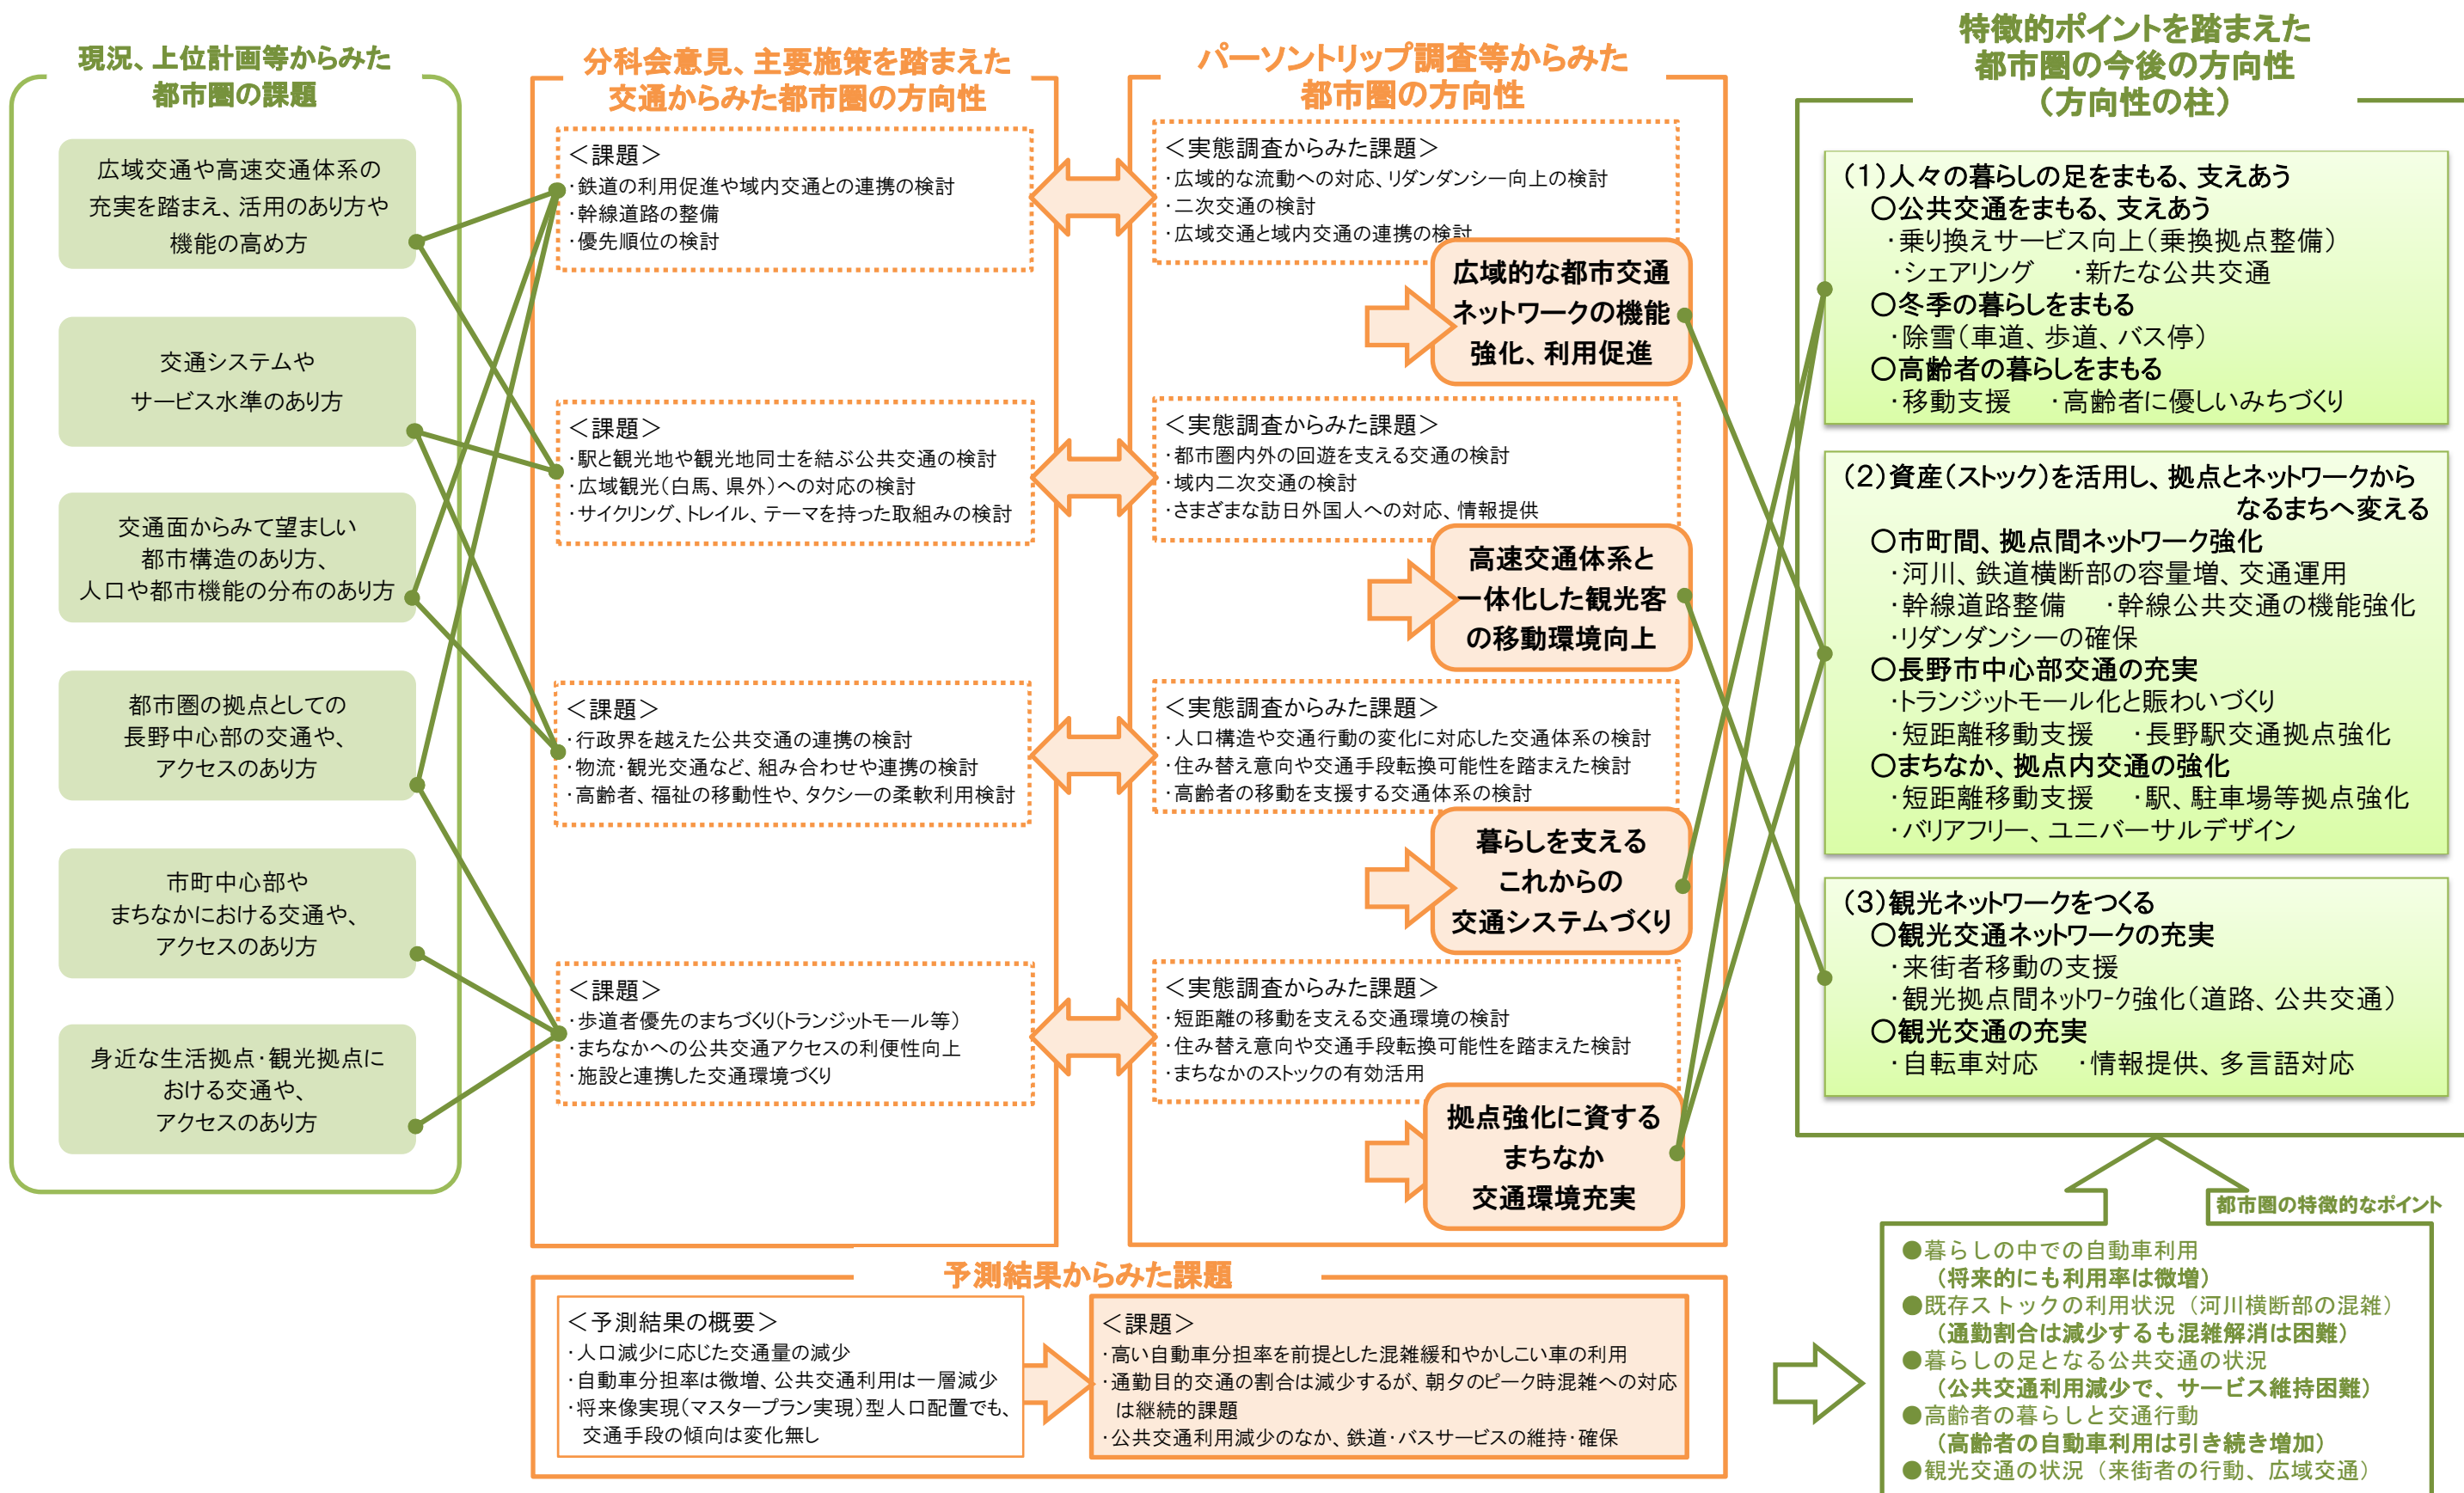 現況、上位計画等からみた
都市圏の課題
広域交通や高速交通体系の
充実を踏まえ、活用のあり方や
機能の高め方
交通システムや
サービス水準のあり方
交通面からみて望ましい
都市構造のあり方、
人口や都市機能の分布のあり方
都市圏の拠点としての
長野中心部の交通や、
アクセスのあり方
市町中心部や
まちなかにおける交通や、
アクセスのあり方
身近な生活拠点・観光拠点に
おける交通や、
アクセスのあり方
分科会意見、主要施策を踏まえた
交通からみた都市圏の方向性
＜課題＞
・鉄道の利用促進や域内交通との連携の検討
・幹線道路の整備
・優先順位の検討
＜課題＞
・駅と観光地や観光地同士を結ぶ公共交通の検討
・広域観光（白馬、県外）への対応の検討
・サイクリング、トレイル、テーマを持った取組みの検討
＜課題＞
・行政界を越えた公共交通の連携の検討
・物流・観光交通など、組み合わせや連携の検討
・高齢者、福祉の移動性や、タクシーの柔軟利用検討
＜課題＞
・歩道者優先のまちづくり（トランジットモール等）
・まちなかへの公共交通アクセスの利便性向上
・施設と連携した交通環境づくり
パーソントリップ調査等からみた
都市圏の方向性
＜実態調査からみた課題＞
・広域的な流動への対応、リダンダンシー向上の検討
・二次交通の検討
・広域交通と域内交通の連携の検討
広域的な都市交通
ネットワークの機能
強化、利用促進
＜実態調査からみた課題＞
・都市圏内外の回遊を支える交通の検討
・域内二次交通の検討
・さまざまな訪日外国人への対応、情報提供
高速交通体系と
一体化した観光客
の移動環境向上
＜実態調査からみた課題＞
・人口構造や交通行動の変化に対応した交通体系の検討
・住み替え意向や交通手段転換可能性を踏まえた検討
・高齢者の移動を支援する交通体系の検討
暮らしを支える
これからの
交通システムづくり
＜実態調査からみた課題＞
・短距離の移動を支える交通環境の検討
・住み替え意向や交通手段転換可能性を踏まえた検討
・まちなかのストックの有効活用
拠点強化に資する
まちなか
交通環境充実
予測結果からみた課題
＜予測結果の概要＞
・人口減少に応じた交通量の減少
・自動車分担率は微増、公共交通利用は一層減少
・将来像実現（マスタープラン実現）型人口配置でも、
交通手段の傾向は変化無し
＜課題＞
・高い自動車分担率を前提とした混雑緩和やかしこい車の利用
・通勤目的交通の割合は減少するが、朝夕のピーク時混雑への対応
は継続的課題
・公共交通利用減少のなか、鉄道・バスサービスの維持・確保
特徴的ポイントを踏まえた
都市圏の今後の方向性
（方向性の柱）
（１）人々の暮らしの足をまもる、支えあう
○公共交通をまもる、支えあう
・乗り換えサービス向上（乗換拠点整備）
・シェアリング　・新たな公共交通
○冬季の暮らしをまもる
・除雪（車道、歩道、バス停）
○高齢者の暮らしをまもる
・移動支援　・高齢者に優しいみちづくり
（２）資産（ストック）を活用し、拠点とネットワークから
なるまちへ変える
○市町間、拠点間ネットワーク強化
・河川、鉄道横断部の容量増、交通運用
・幹線道路整備　・幹線公共交通の機能強化
・リダンダンシーの確保
○長野市中心部交通の充実
・トランジットモール化と賑わいづくり
・短距離移動支援　・長野駅交通拠点強化
○まちなか、拠点内交通の強化
・短距離移動支援　・駅、駐車場等拠点強化
・バリアフリー、ユニバーサルデザイン
（３）観光ネットワークをつくる
○観光交通ネットワークの充実
・来街者移動の支援
・観光拠点間ネットワーク強化（道路、公共交通）
○観光交通の充実
・自転車対応　・情報提供、多言語対応
都市圏の特徴的なポイント
●暮らしの中での自動車利用
（将来的にも利用率は微増）
●既存ストックの利用状況（河川横断部の混雑）
（通勤割合は減少するも混雑解消は困難）
●暮らしの足となる公共交通の状況
（公共交通利用減少で、サービス維持困難）
●高齢者の暮らしと交通行動
（高齢者の自動車利用は引き続き増加）
●観光交通の状況（来街者の行動、広域交通）